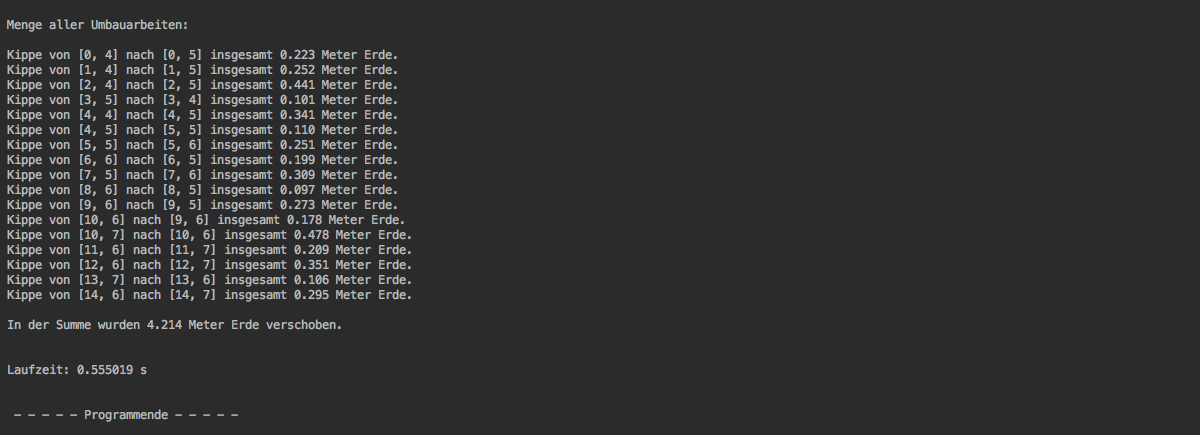 Menge aller Umbauarbeiten:
Kippe von [0, 4] nach [0, 5] insgesamt 0.223 Meter Erde.
Kippe von [1, 4] nach [1, 5] insgesamt 0.252 Meter Erde.
Kippe von [2, 4] nach [2, 5] insgesamt 0.441 Meter Erde.
Kippe von [3, 5] nach [3, 4] insgesamt 0.101 Meter Erde.
Kippe von [4, 4] nach [4, 5] insgesamt 0.341 Meter Erde.
Kippe von [4, 5] nach [5, 5] insgesamt 0.110 Meter Erde.
Kippe von [5, 5] nach [5, 6] insgesamt 0.251 Meter Erde.
Kippe von [6, 6] nach [6, 5] insgesamt 0.199 Meter Erde.
Kippe von [7, 5] nach [7, 6] insgesamt 0.309 Meter Erde.
Kippe von [8, 6] nach [8, 5] insgesamt 0.097 Meter Erde.
Kippe von [9, 6] nach [9, 5] insgesamt 0.273 Meter Erde.
Kippe von [10, 6] nach [9, 6] insgesamt 0.178 Meter Erde.
Kippe von [10, 7] nach [10, 6] insgesamt 0.478 Meter Erde.
Kippe von [11, 6] nach [11, 7] insgesamt 0.209 Meter Erde.
Kippe von [12, 6] nach [12, 7] insgesamt 0.351 Meter Erde.
Kippe von [13, 7] nach [13, 6] insgesamt 0.106 Meter Erde.
Kippe von [14, 6] nach [14, 7] insgesamt 0.295 Meter Erde.
In der Summe wurden 4.214 Meter Erde verschoben.
Laufzeit: 0.555019 s
- - - - - Programmende - - - - -